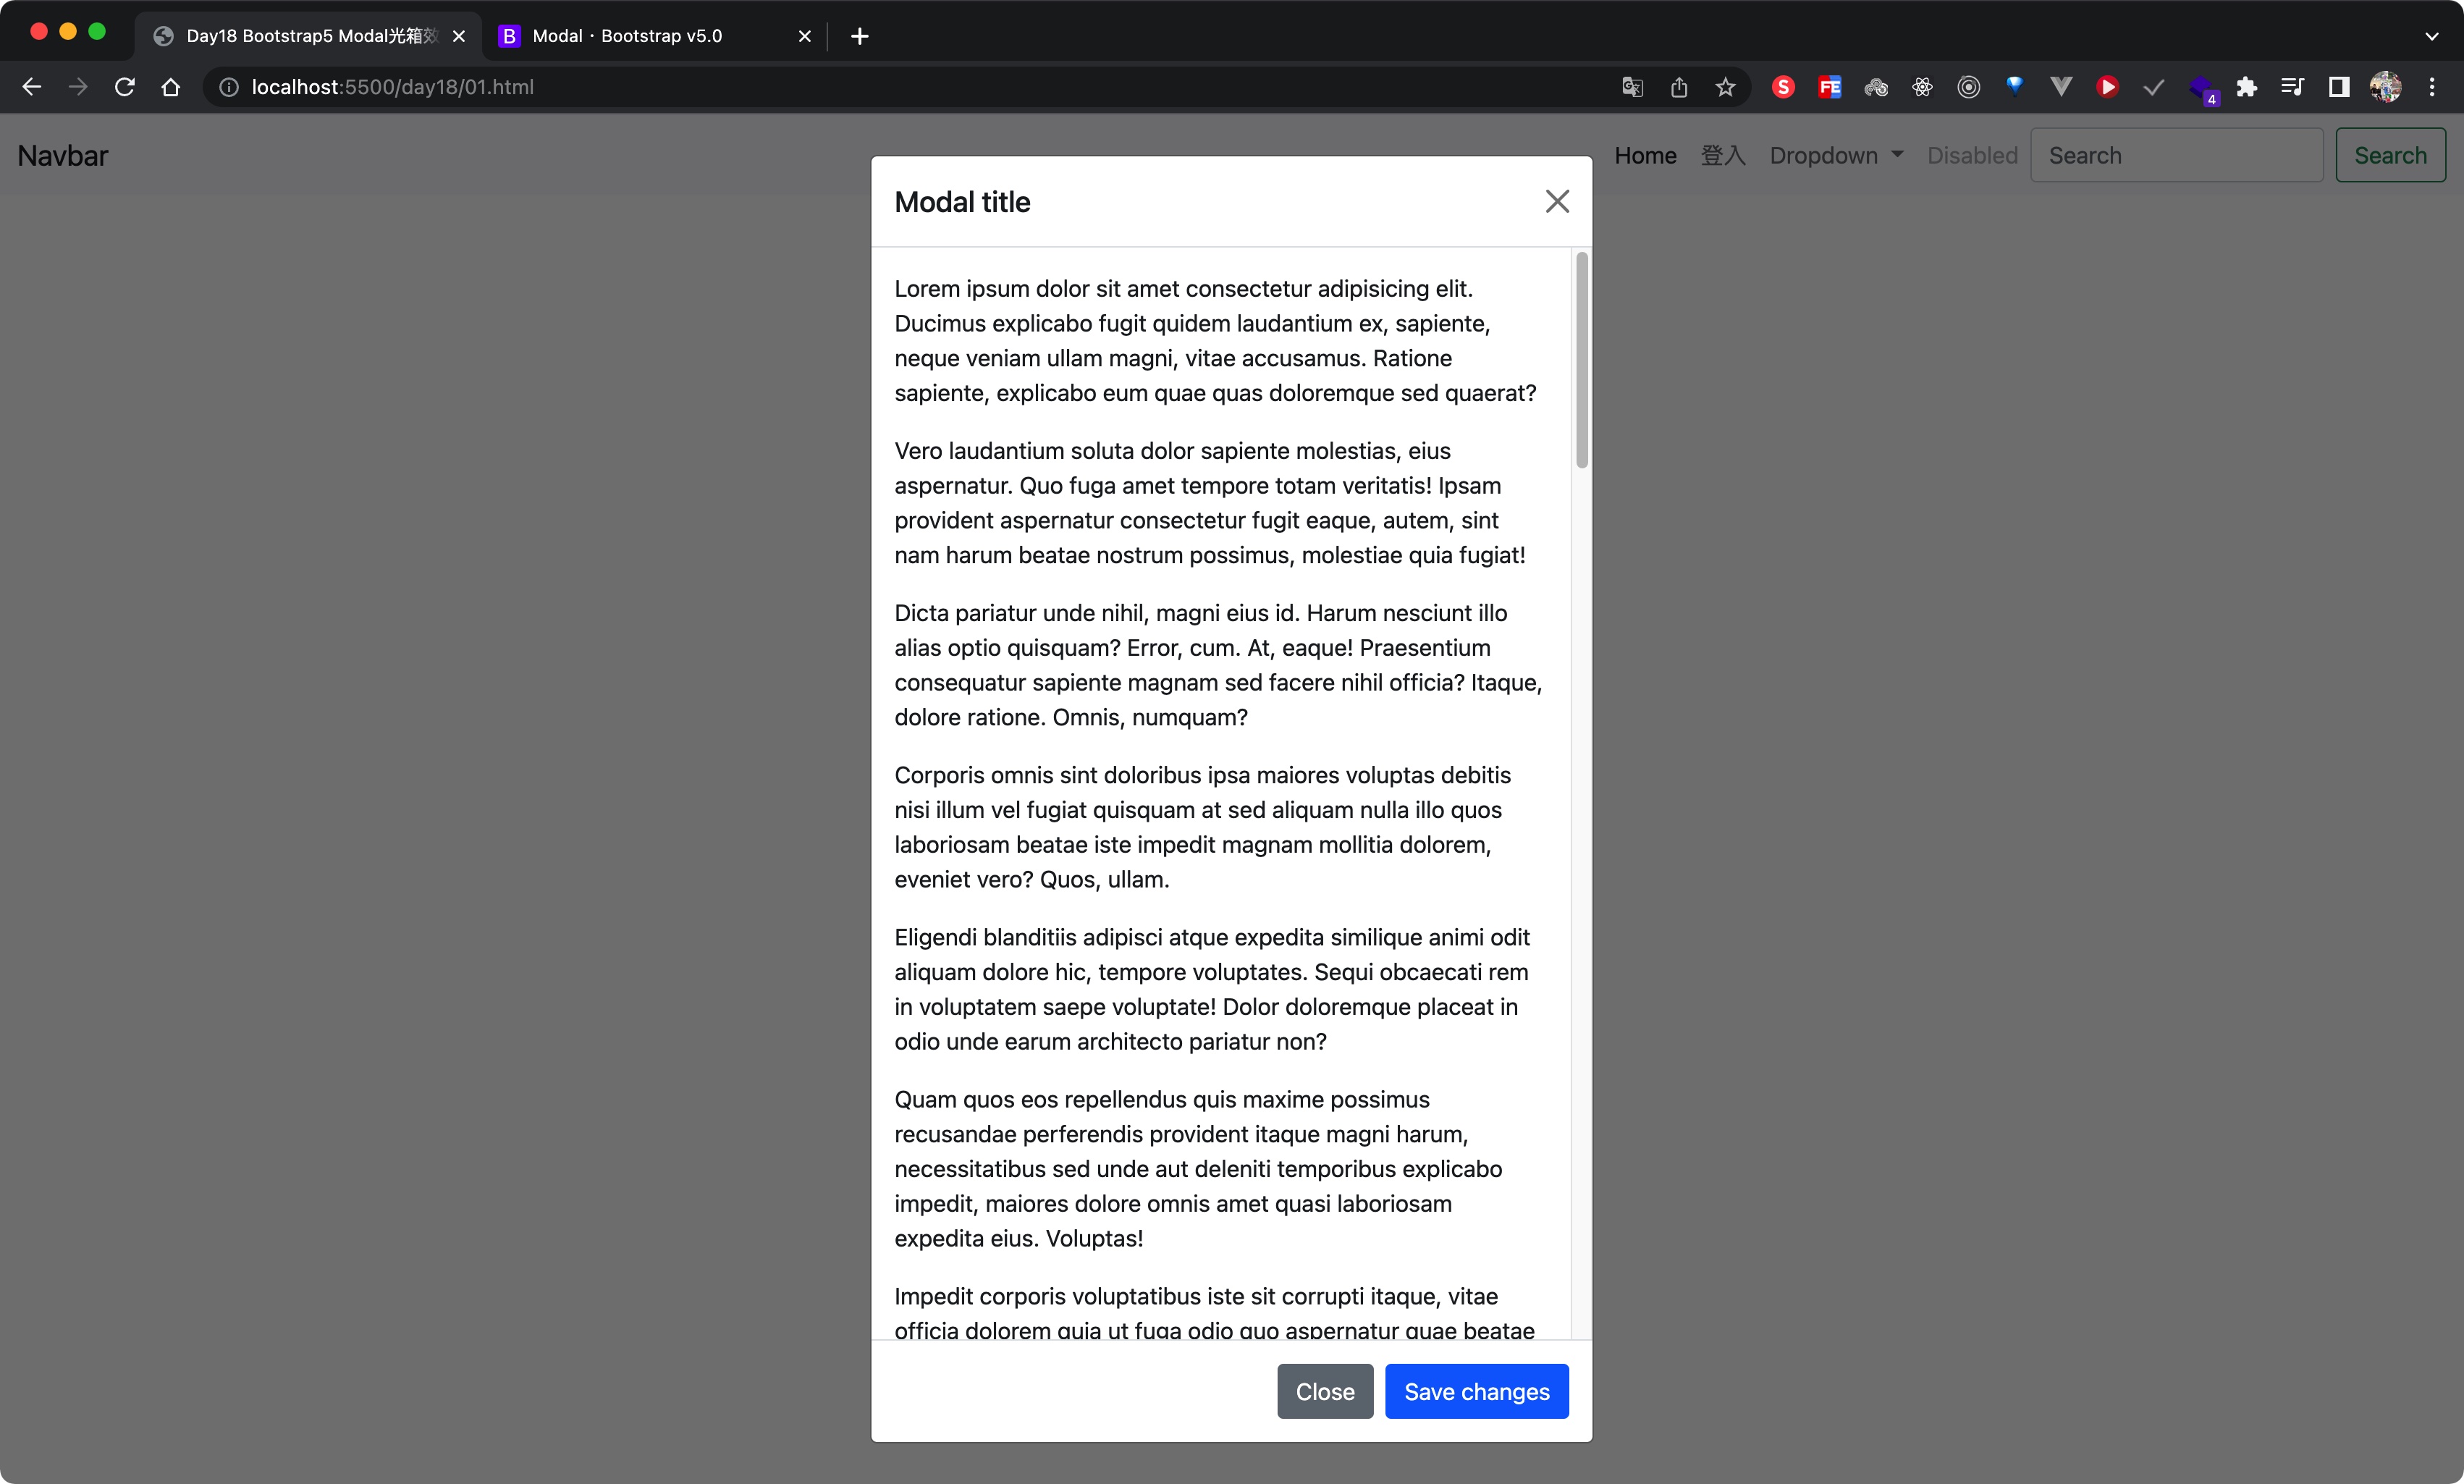 Day18 Bootstrap5 Modal光箱效
Modal · Bootstrap v5.0
localhost:5500/day18/01.html
S
FE
4
Navbar
Home 登入 Dropdown Disabled Search Search
Modal title
Lorem ipsum dolor sit amet consectetur adipisicing elit.
Ducimus explicabo fugit quidem laudantium ex, sapiente,
neque veniam ullam magni, vitae accusamus. Ratione
sapiente, explicabo eum quae quas doloremque sed quaerat?
Vero laudantium soluta dolor sapiente molestias, eius
aspernatur. Quo fuga amet tempore totam veritatis! Ipsam
provident aspernatur consectetur fugit eaque, autem, sint
nam harum beatae nostrum possimus, molestiae quia fugiat!
Dicta pariatur unde nihil, magni eius id. Harum nesciunt illo
alias optio quisquam? Error, cum. At, eaque! Praesentium
consequatur sapiente magnam sed facere nihil officia? Itaque,
dolore ratione. Omnis, numquam?
Corporis omnis sint doloribus ipsa maiores voluptas debitis
nisi illum vel fugiat quisquam at sed aliquam nulla illo quos
laboriosam beatae iste impedit magnam mollitia dolorem,
eveniet vero? Quos, ullam.
Eligendi blanditiis adipisci atque expedita similique animi odit
aliquam dolore hic, tempore voluptates. Sequi obcaecati rem
in voluptatem saepe voluptate! Dolor doloremque placeat in
odio unde earum architecto pariatur non?
Quam quos eos repellendus quis maxime possimus
recusandae perferendis provident itaque magni harum,
necessitatibus sed unde aut deleniti temporibus explicabo
impedit, maiores dolore omnis amet quasi laboriosam
expedita eius. Voluptas!
Impedit corporis voluptatibus iste sit corrupti itaque, vitae
officia dolorem quia ut fuga odio quo aspernatur quae beatae
Close Save changes